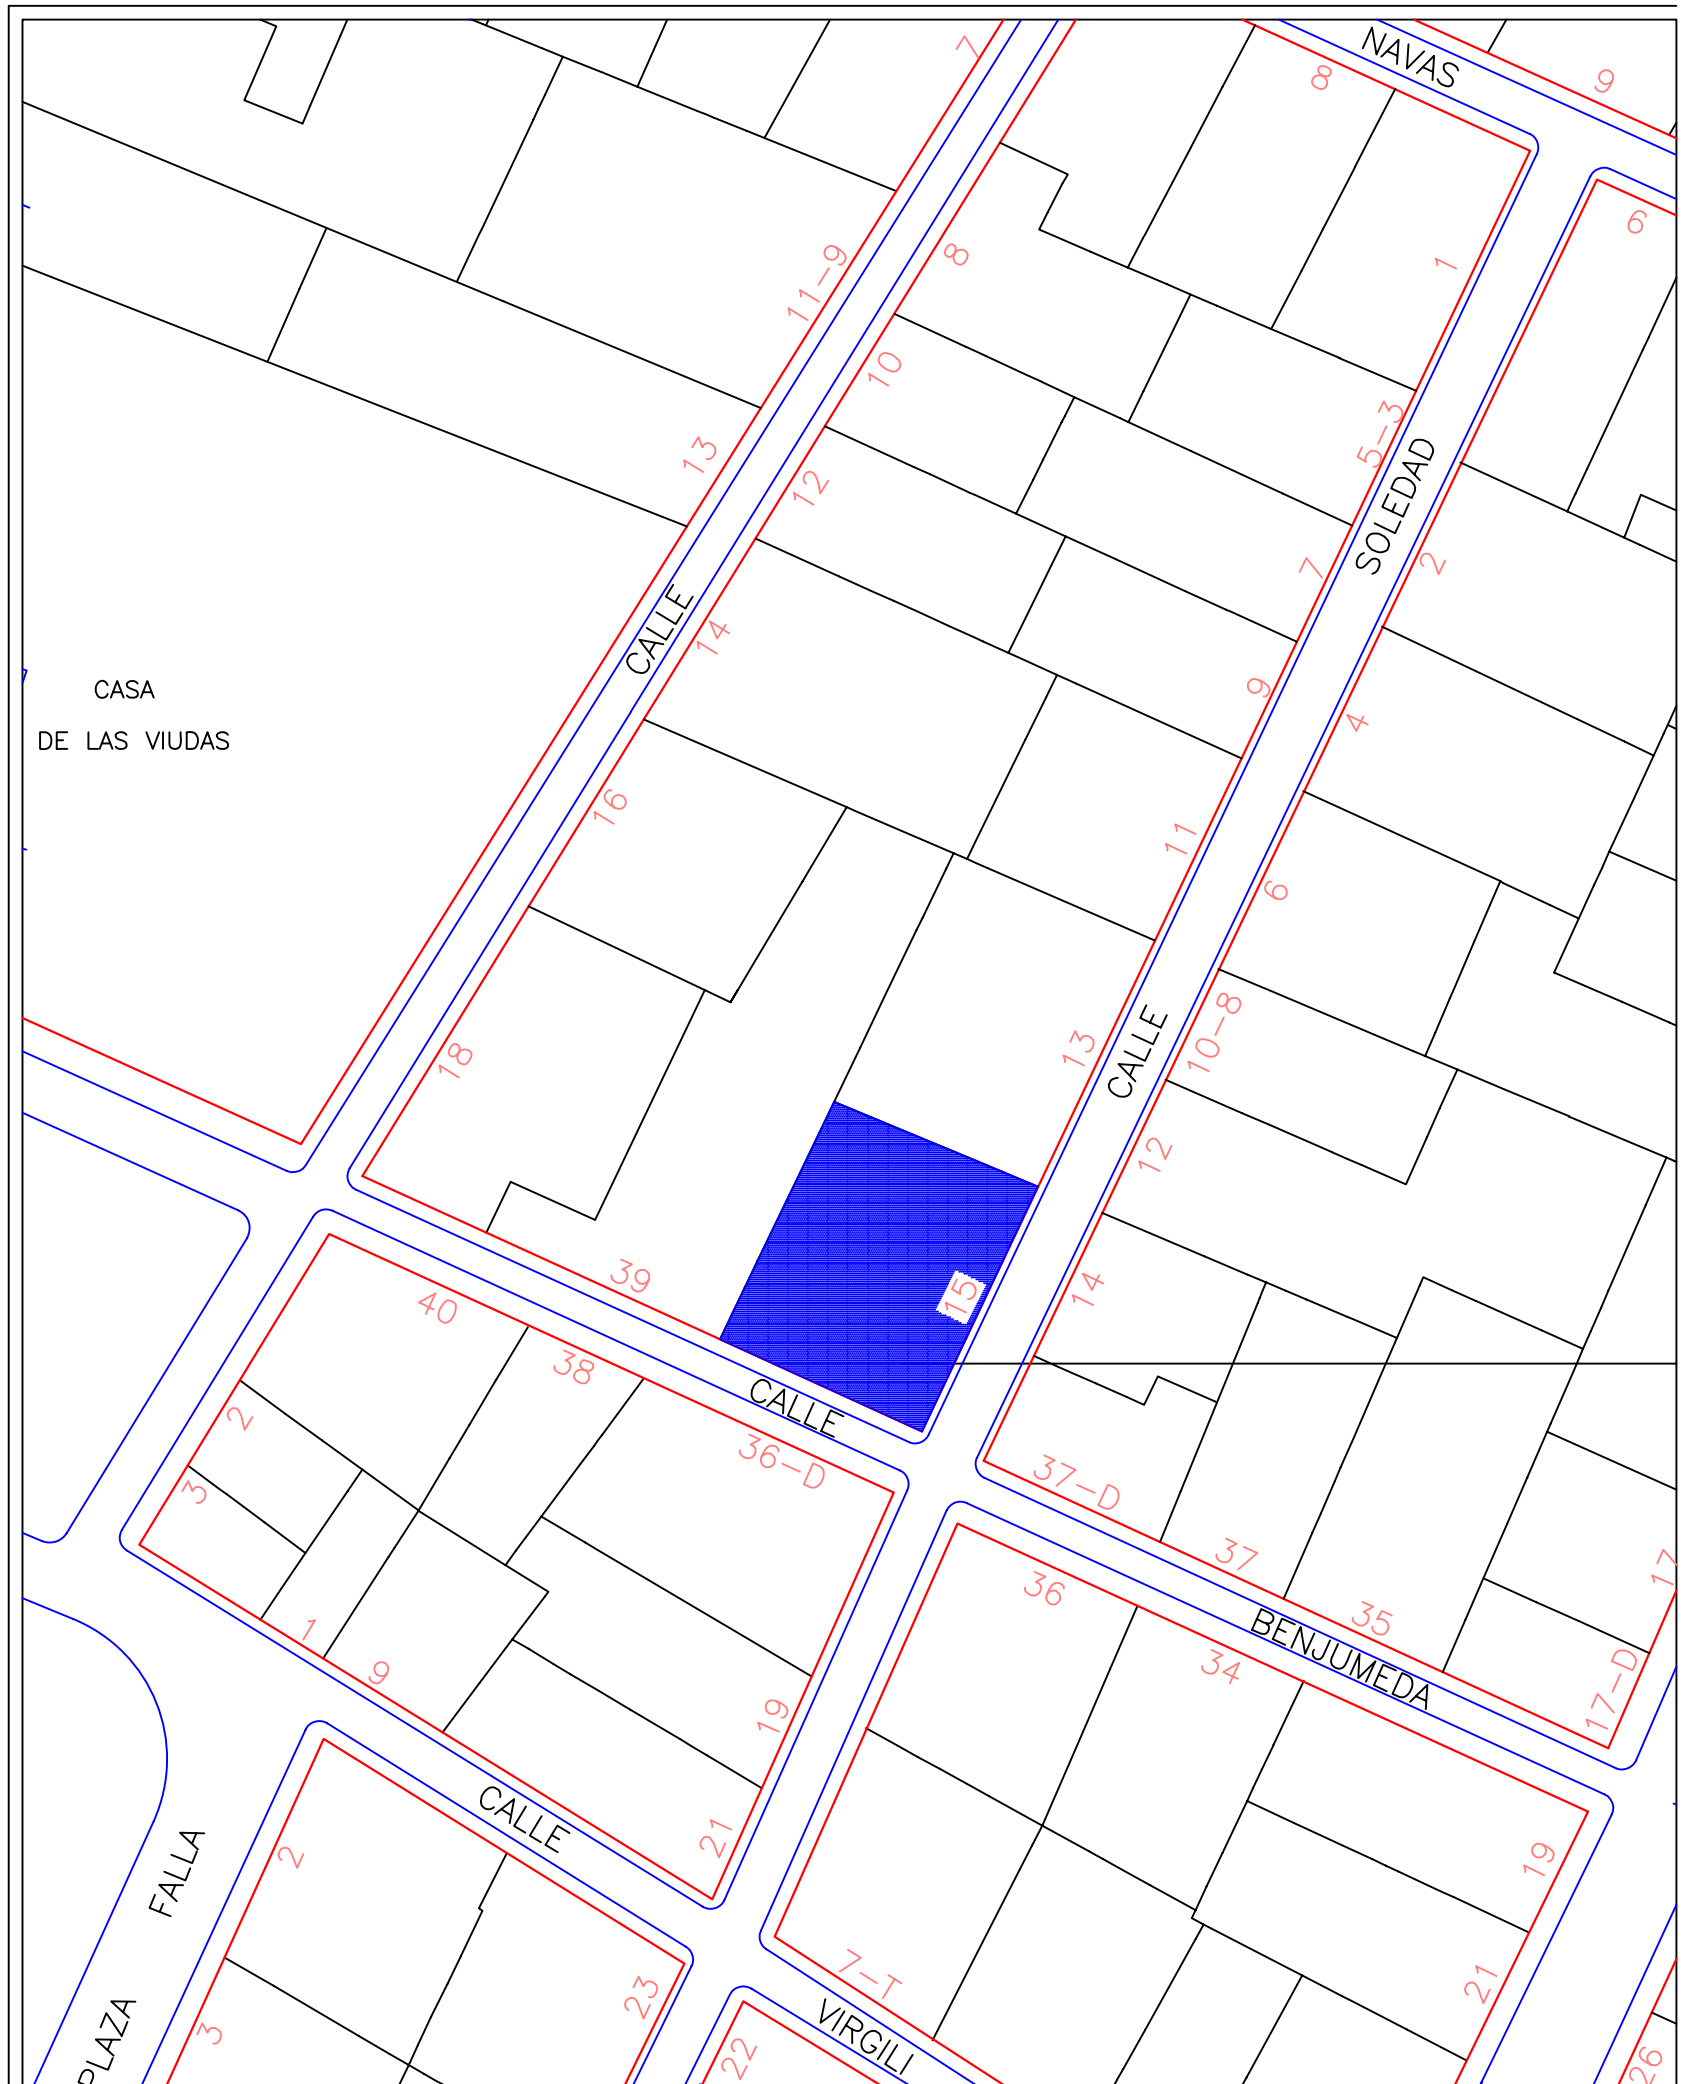 NAVAS
7
8
9
6
8
1
11-9
10
5-3
13
12
SOLEDAD
7
2
CALLE
14
9
4
CASA
DE LAS VIUDAS
16
11
6
13
CALLE
10-8
18
12
39
15
14
40
38
CALLE
36-D
37-D
2
3
37
17
36
35
BENJUMEDA
34
17-D
1
9
19
CALLE
21
2
FALLA
19
7-T
21
23
VIRGILI
PLAZA
3
22
26